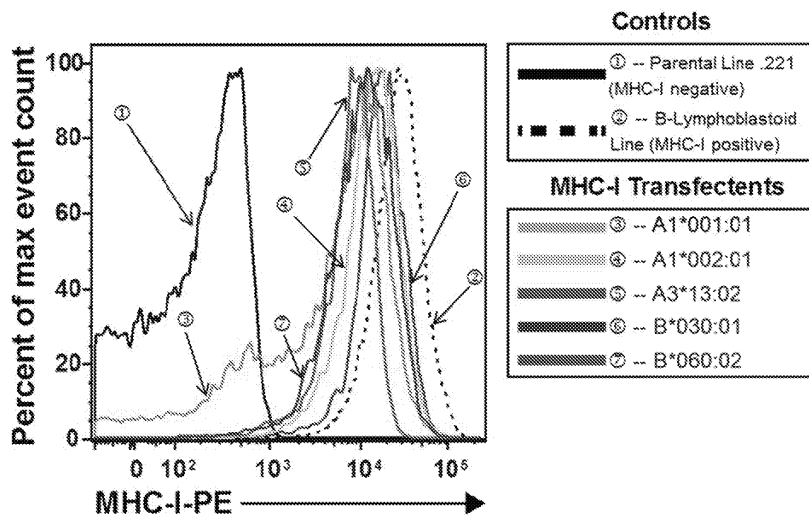 Controls
① -- Parental Line .221
(MHC-I negative)
② -- B-Lymphoblastoid
Line (MHC-I positive)
MHC-I Transfectents
③ -- A1*001:01
④ -- A1*002:01
⑤ -- A3*13:02
⑥ -- B*030:01
⑦ -- B*060:02
Percent of max event count
100
80
60
40
20
0
①
⑤
④
⑥
②
③
⑦
0 10² 10³ 10⁴ 10⁵
MHC-I-PE